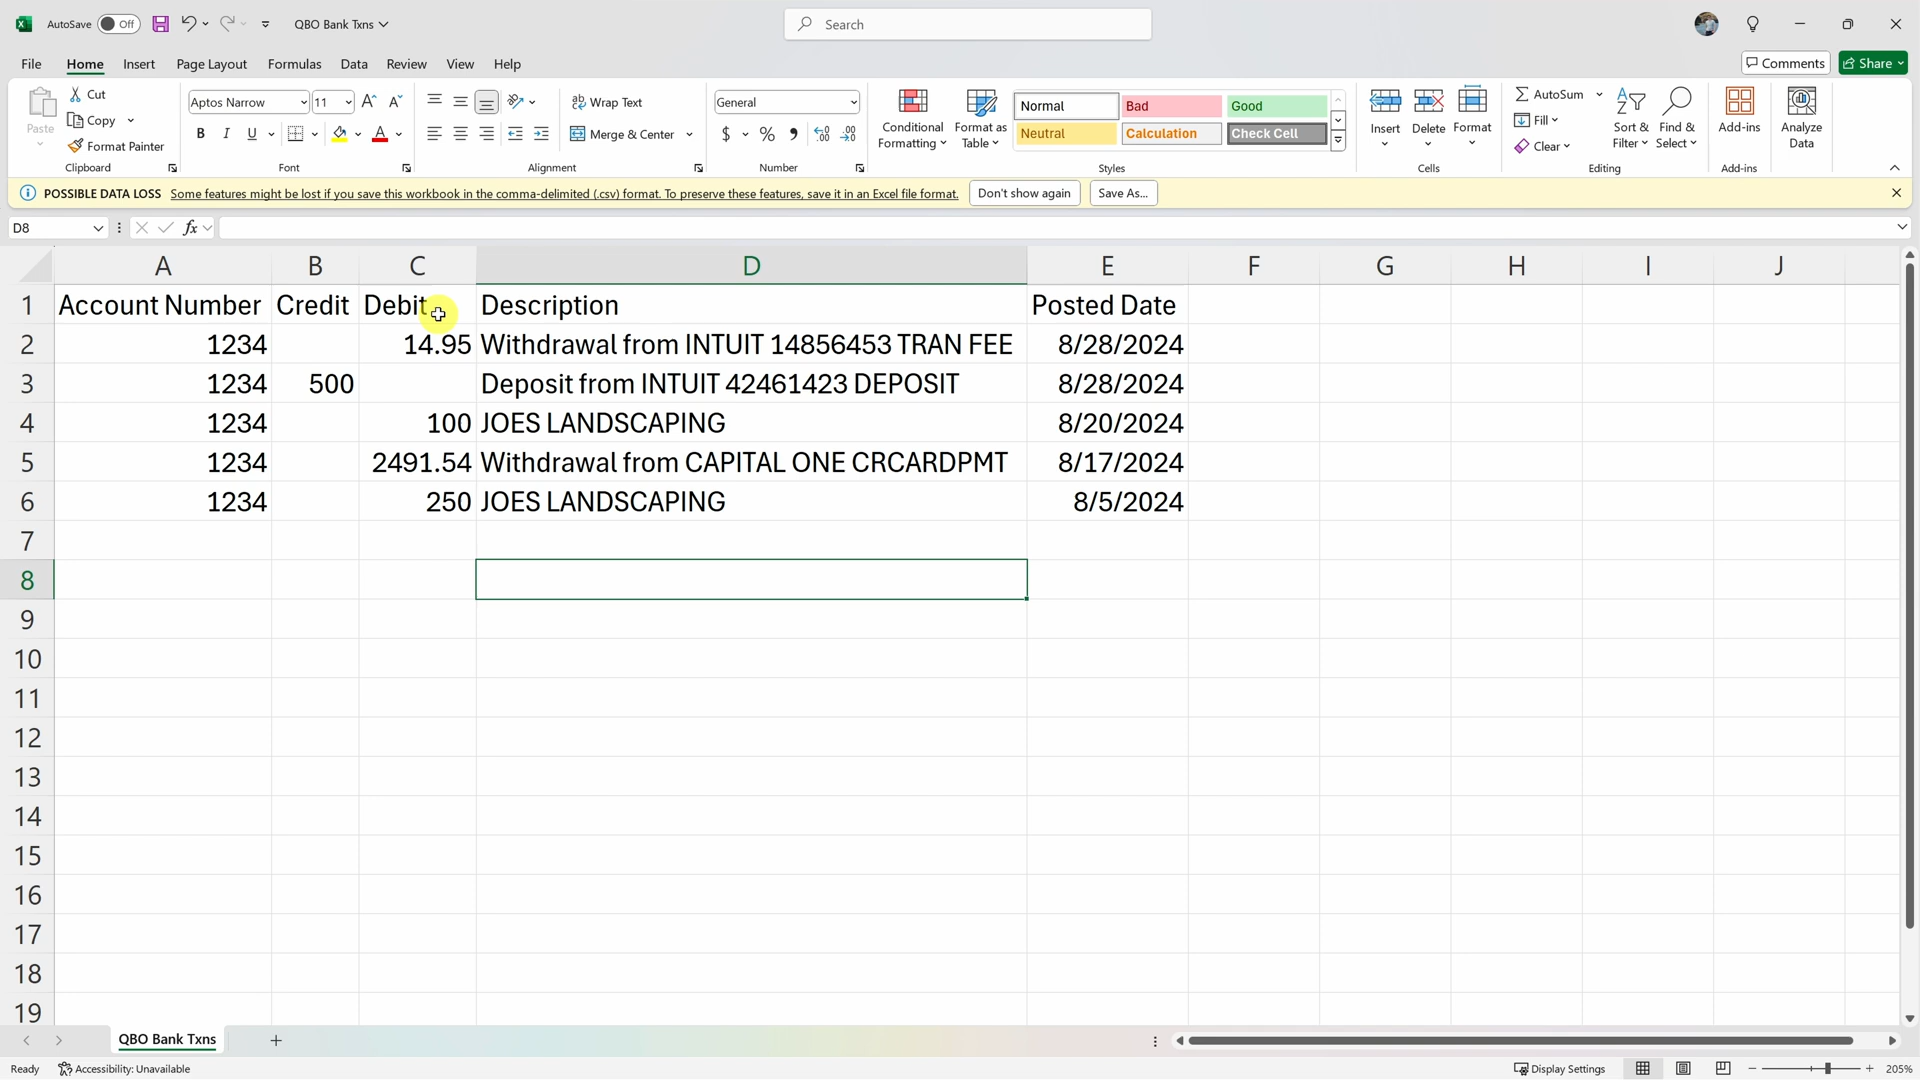 AutoSave Off QBO Bank Txns Search
File Home Insert Page Layout Formulas Data Review View Help Comments Share
Paste Cut Copy Format Painter Clipboard
Aptos Narrow 11 A A B I U A Font
Wrap Text Merge & Center Alignment
General $ % Number
Conditional Formatting Format as Table Normal Bad Good Neutral Calculation Check Cell Styles
Insert Delete Format Cells
AutoSum Fill Clear Sort & Filter Find & Select Editing
Add-ins Add-ins
Analyze Data
POSSIBLE DATA LOSS Some features might be lost if you save this workbook in the comma-delimited (.csv) format. To preserve these features, save it in an Excel file format. Don't show again Save As...
D8 fx
A B C D E F G H I J
1 Account Number Credit Debit Description Posted Date
2 1234 14.95 Withdrawal from INTUIT 14856453 TRAN FEE 8/28/2024
3 1234 500 Deposit from INTUIT 42461423 DEPOSIT 8/28/2024
4 1234 100 JOES LANDSCAPING 8/20/2024
5 1234 2491.54 Withdrawal from CAPITAL ONE CRCARDPMT 8/17/2024
6 1234 250 JOES LANDSCAPING 8/5/2024
7
8
9
10
11
12
13
14
15
16
17
18
19
QBO Bank Txns
Ready Accessibility: Unavailable Display Settings 205%